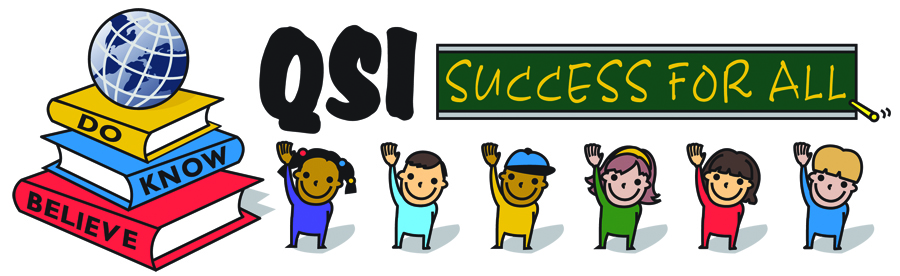 DO
KNOW
BELIEVE
QSI
SUCCESS FOR ALL